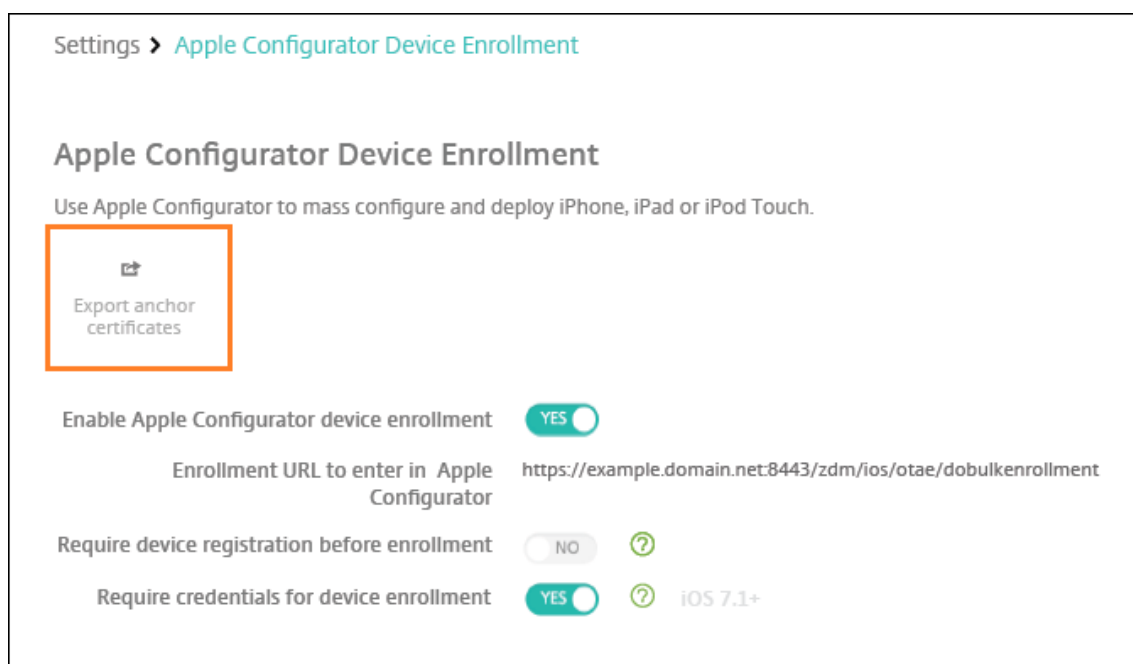 Settings > Apple Configurator Device Enrollment
Apple Configurator Device Enrollment
Use Apple Configurator to mass configure and deploy iPhone, iPad or iPod Touch.
Export anchor
certificates
Enable Apple Configurator device enrollment YES
Enrollment URL to enter in Apple https://example.domain.net:8443/zdm/ios/otae/dobulkenrollment
Configurator
Require device registration before enrollment NO ?
Require credentials for device enrollment YES ? iOS 7.1+